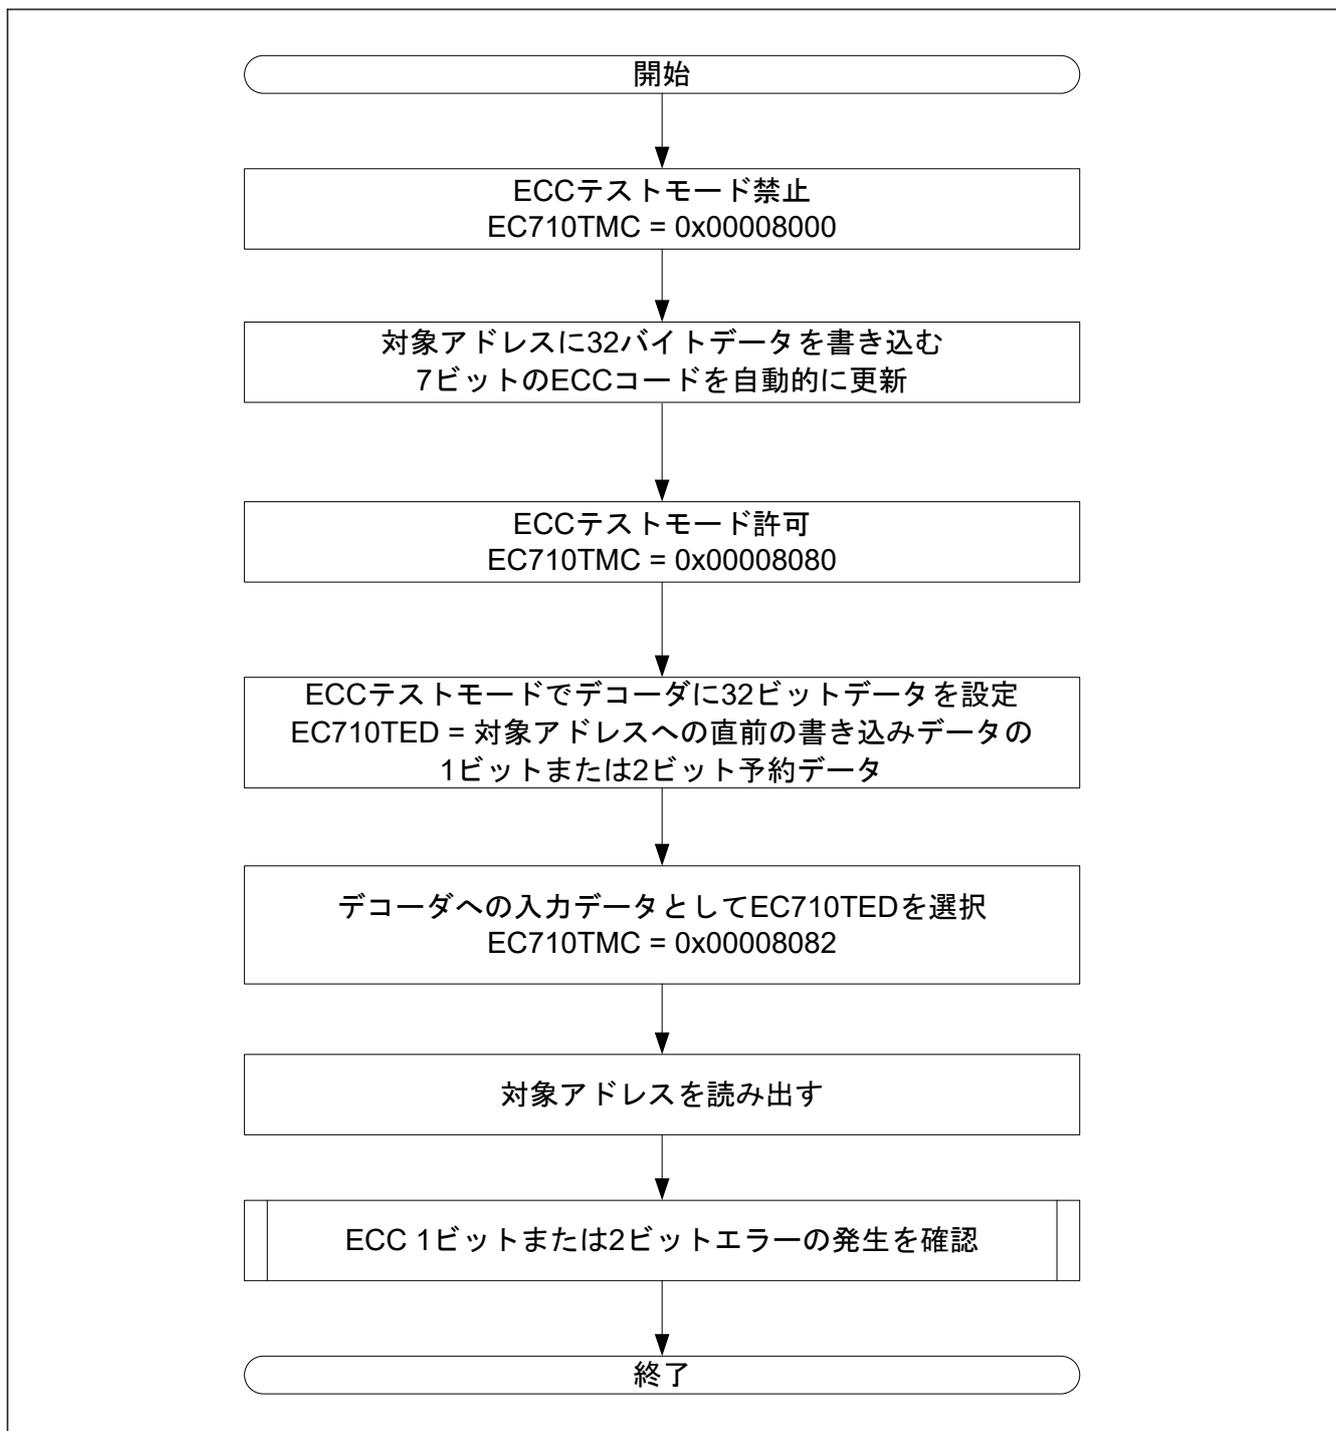 開始
ECCテストモード禁止
EC710TMC = 0x00008000
対象アドレスに32バイトデータを書き込む
7ビットのECCコードを自動的に更新
ECCテストモード許可
EC710TMC = 0x00008080
ECCテストモードでデコーダに32ビットデータを設定
EC710TED = 対象アドレスへの直前の書き込みデータの
1ビットまたは2ビット予約データ
デコーダへの入力データとしてEC710TEDを選択
EC710TMC = 0x00008082
対象アドレスを読み出す
ECC 1ビットまたは2ビットエラーの発生を確認
終了